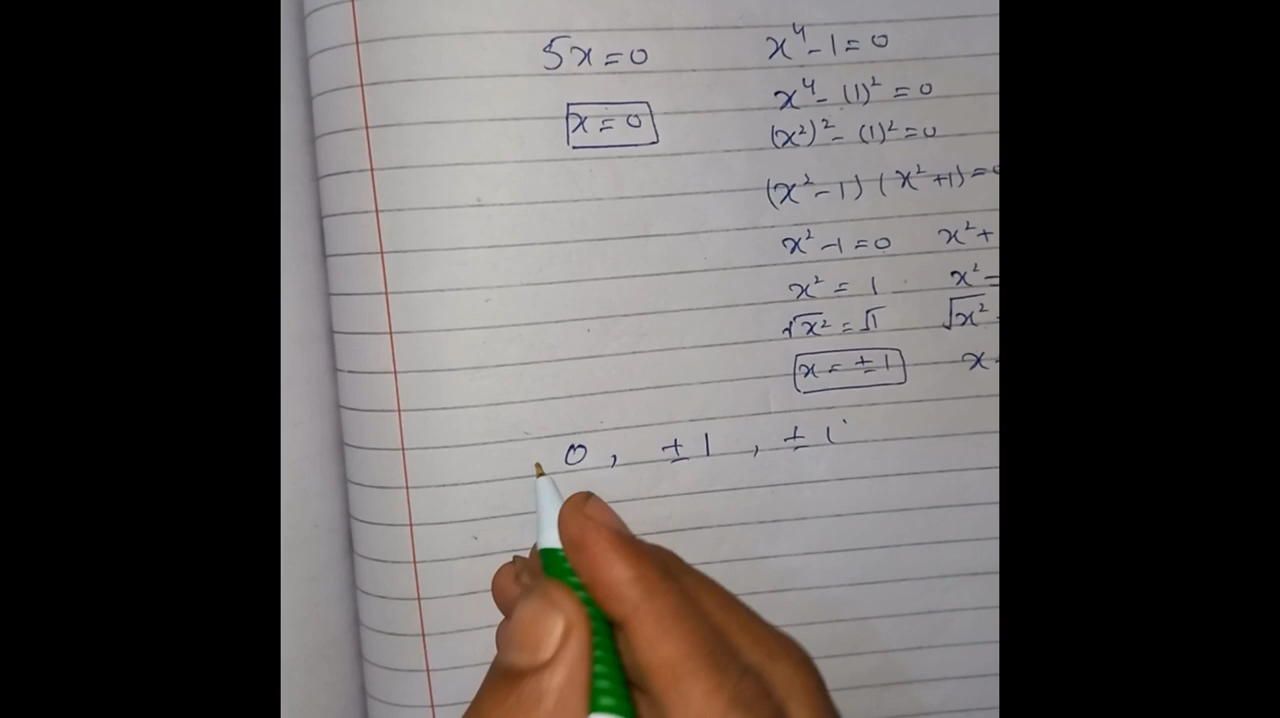 5x=0 x⁴-1=0
x=0 x⁴-(1)²=0
(x²)²-(1)²=0
(x²-1)(x²+1)=0
x²-1=0 x²+
x²=1 x²=
√x²=√1 √x²
x=±1 x
0, ±1, ±i